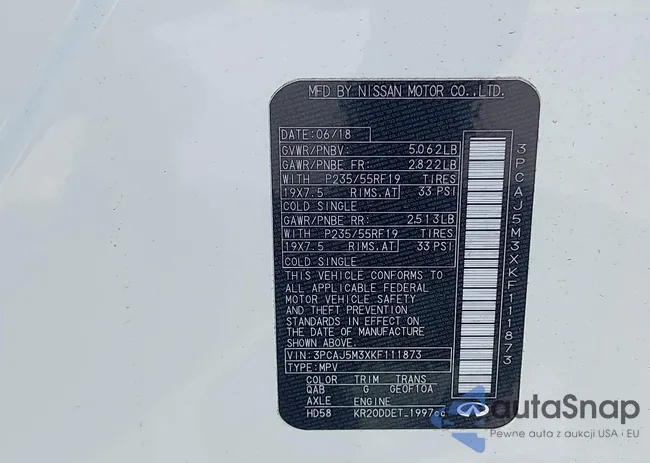 MFD BY NISSAN MOTOR CO.,LTD.
DATE:06/18
GVWR/PNBV: 5.062LB
GAWR/PNBE FR: 2.822LB
WITH P235/55RF19 TIRES
19X7.5 RIMS.AT 33 PSI
COLD SINGLE
GAWR/PNBE RR: 2.513LB
WITH P235/55RF19 TIRES
19X7.5 RIMS.AT 33 PSI
COLD SINGLE
THIS VEHICLE CONFORMS TO
ALL APPLICABLE FEDERAL
MOTOR VEHICLE SAFETY
AND THEFT PREVENTION
STANDARDS IN EFFECT ON
THE DATE OF MANUFACTURE
SHOWN ABOVE.
VIN:3PCAJ5M3XKF111873
TYPE:MPV
COLOR TRIM TRANS
QAB G GE0F10A
AXLE ENGINE
HD58 KR20DDET_1997cc
3PCAJ5M3XKF111873
autaSnap
Pewne auta z aukcji USA i EU